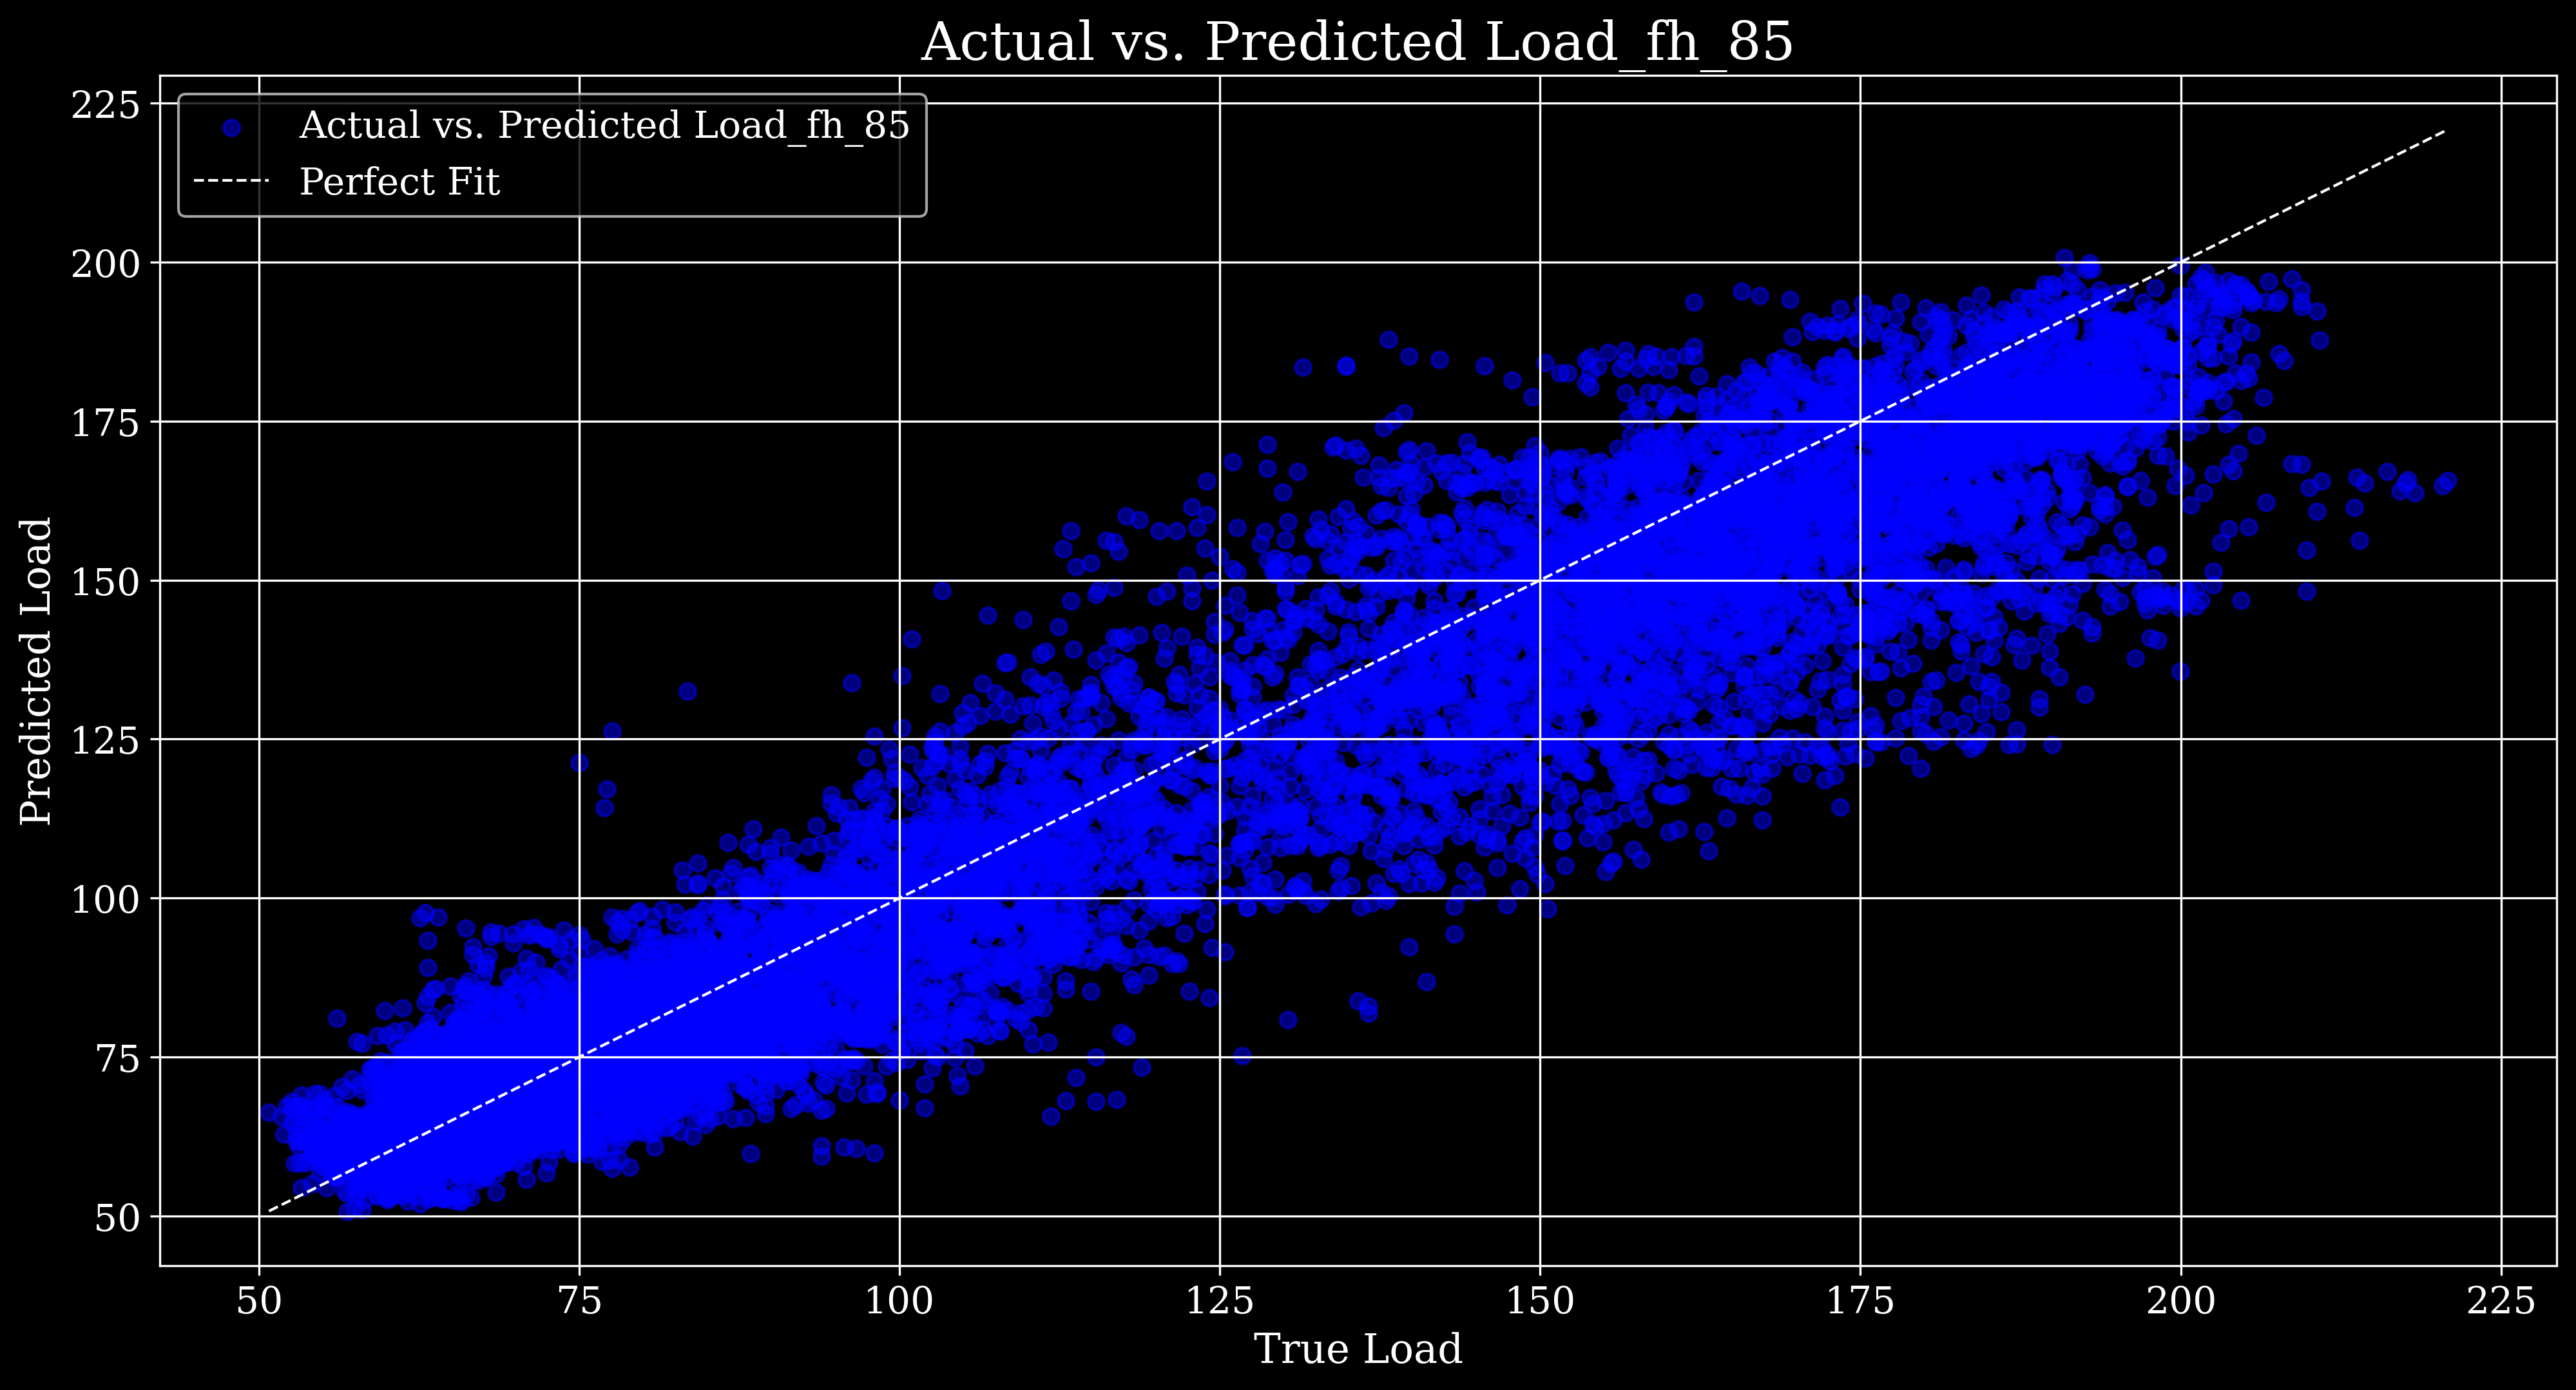 Actual vs. Predicted Load_fh_85
Actual vs. Predicted Load_fh_85
Perfect Fit
Predicted Load
225
200
175
150
125
100
75
50
50 75 100 125 150 175 200 225
True Load